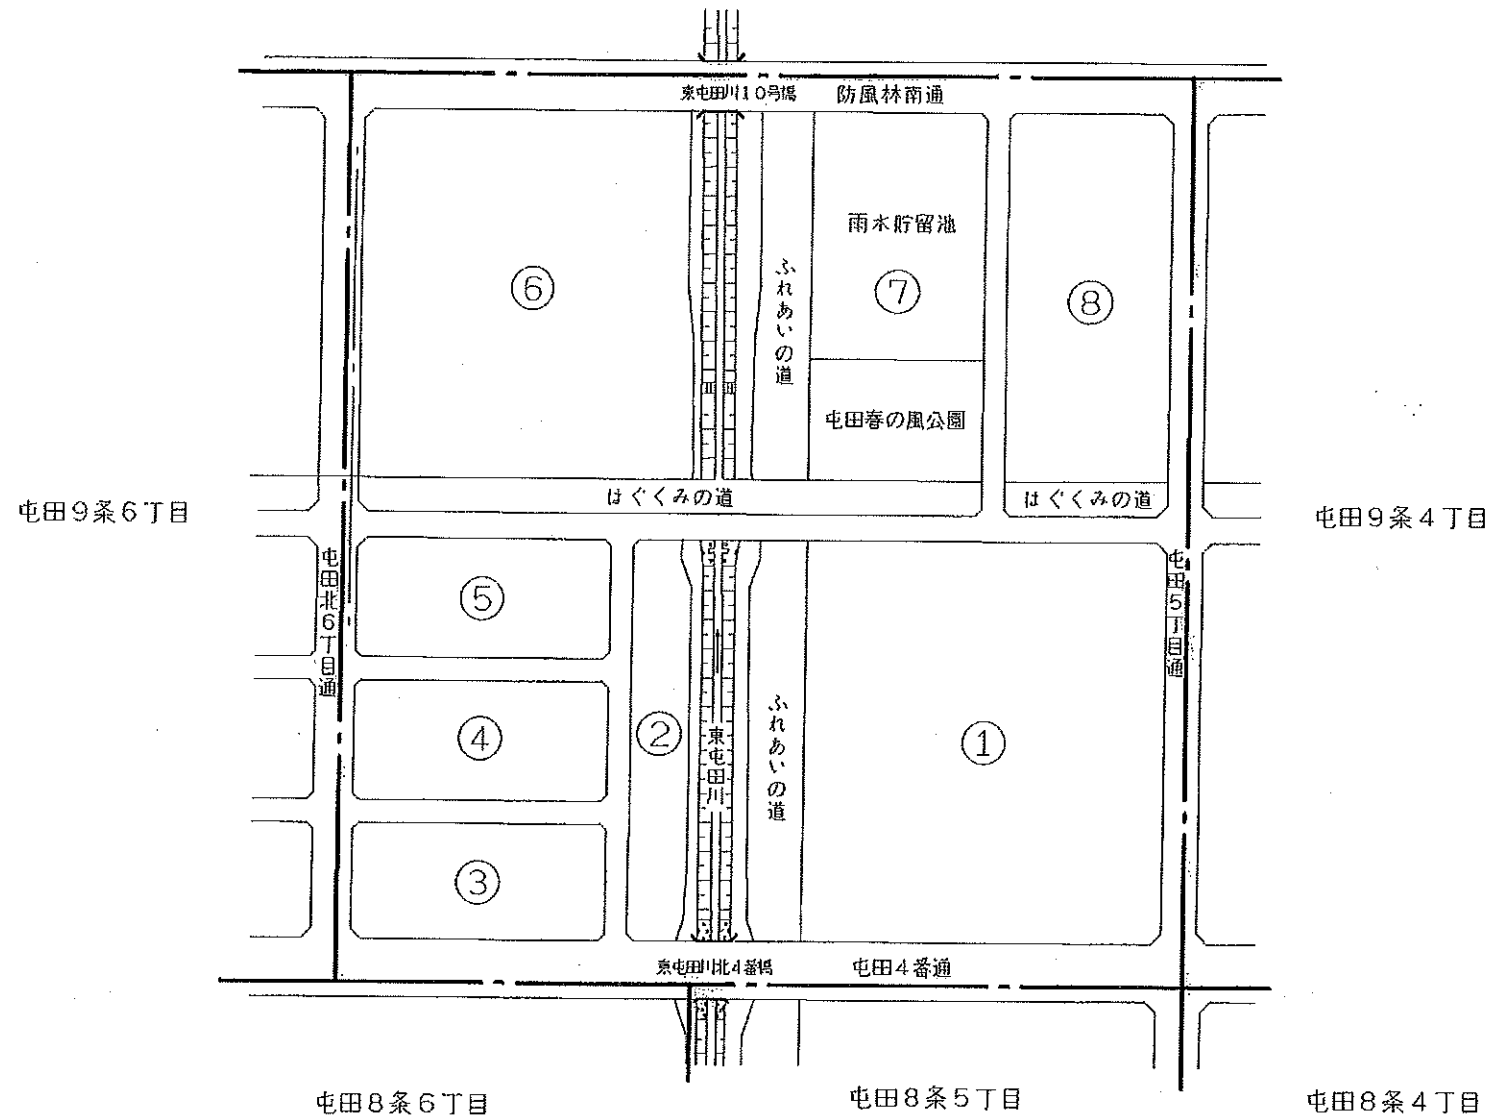 東屯田川10号橋
防風林南通
雨水貯留池
⑥
ふれあいの道
⑦
⑧
屯田春の風公園
はぐくみの道
はぐくみの道
屯田9条6丁目
屯田9条4丁目
屯田北6丁目通
⑤
屯田5丁目通
④
②
東屯田川
ふれあいの道
①
③
東屯田川北4番橋
屯田4番通
屯田8条6丁目
屯田8条5丁目
屯田8条4丁目